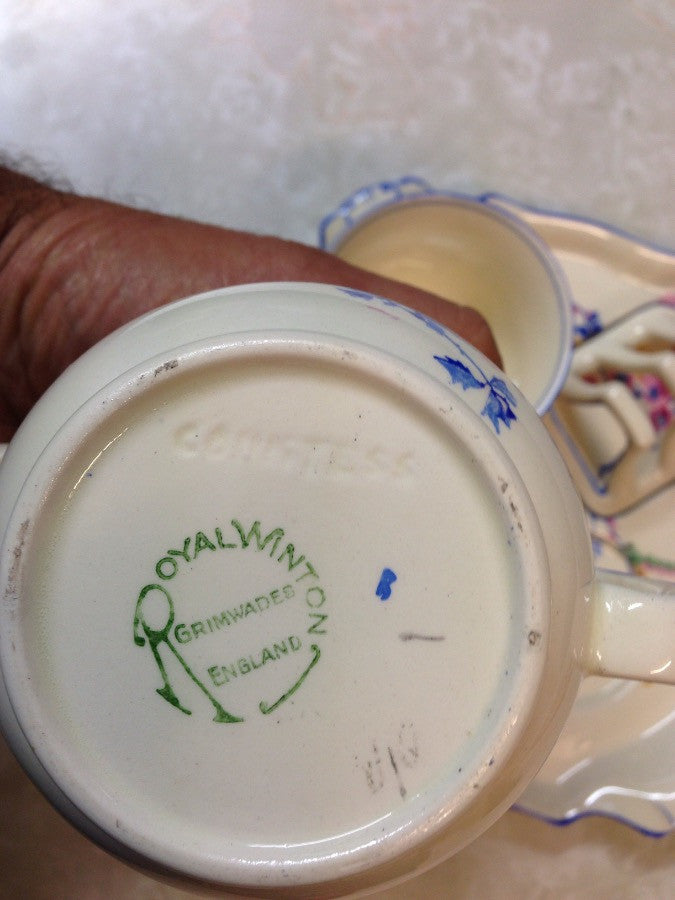 COUNTESS
ROYAL WINTON
GRIMWADES
ENGLAND
B